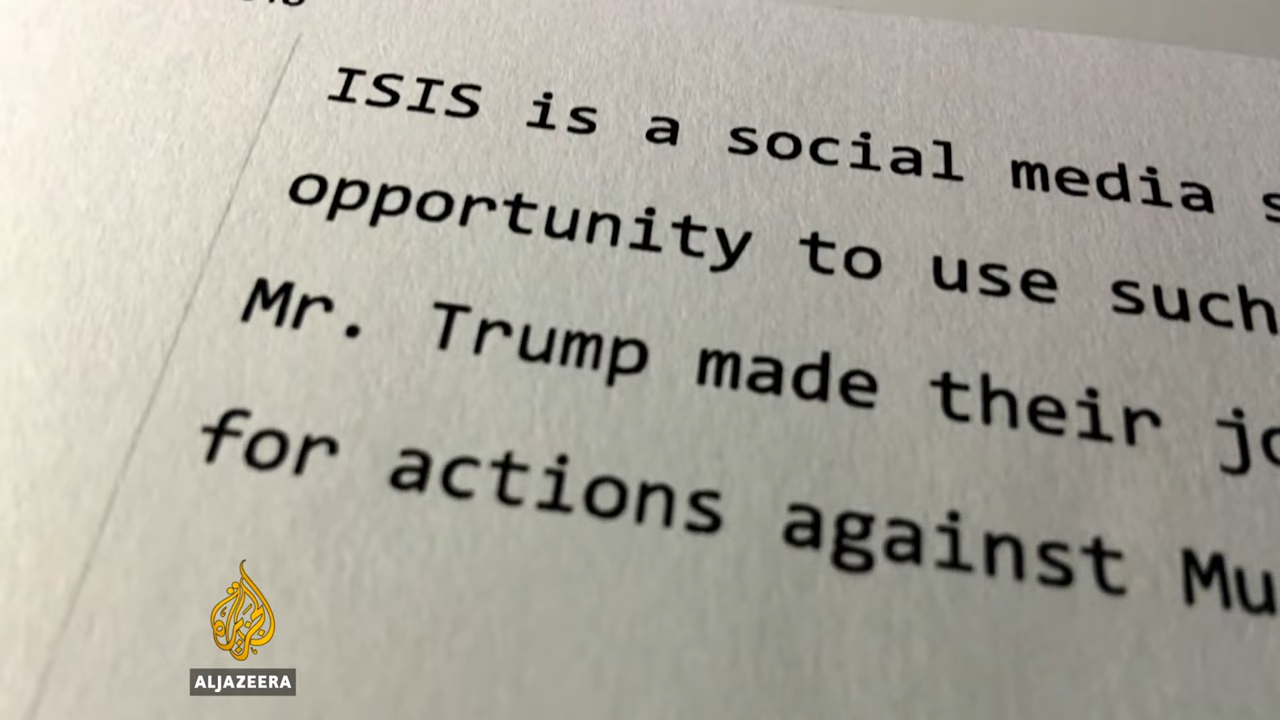 ISIS is a social media
opportunity to use such
Mr. Trump made their
for actions against
ALJAZEERA